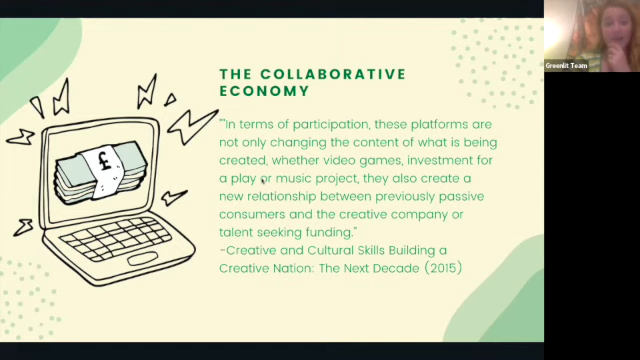 THE COLLABORATIVE
ECONOMY
""In terms of participation, these platforms are
not only changing the content of what is being
created, whether video games, investment for
a play or music project, they also create a
new relationship between previously passive
consumers and the creative company or
talent seeking funding."
-Creative and Cultural Skills Building a
Creative Nation: The Next Decade (2015)
£
Greenlit Team